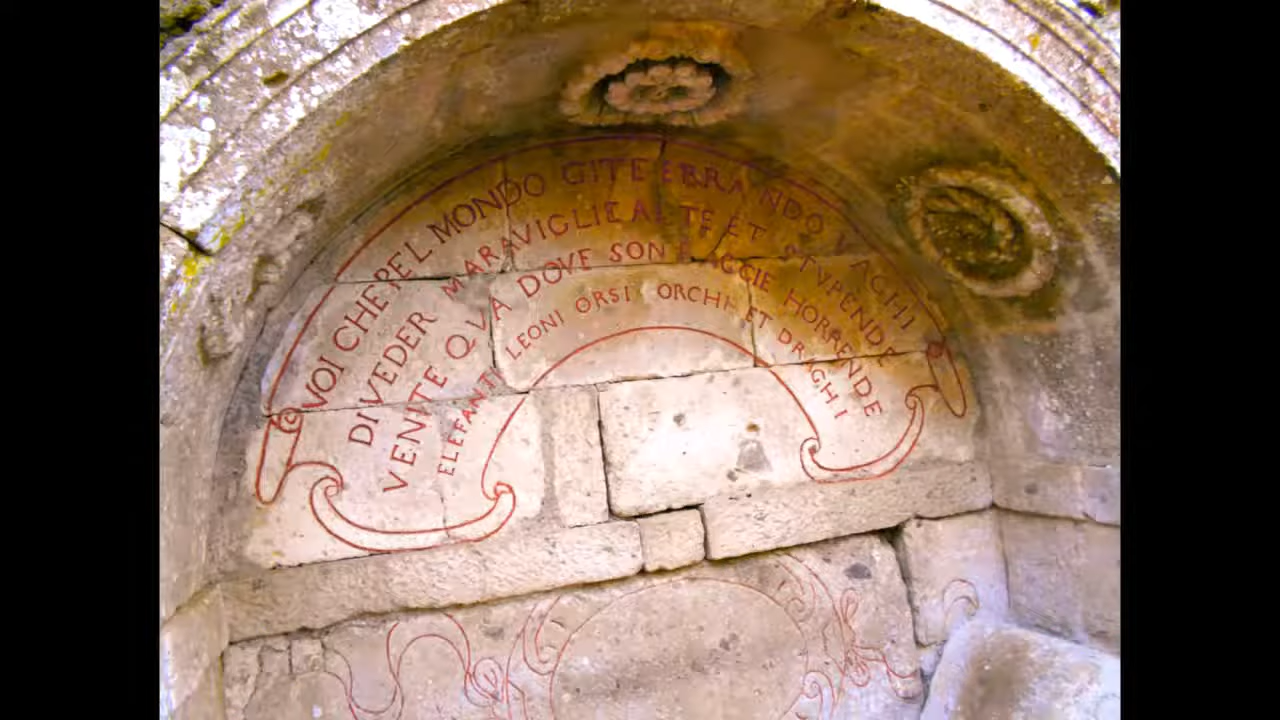 VOI CHE PEL MONDO GITE ERRANDO VAGHI
DI VEDER MARAVIGLIE ALTE ET STVPENDE
VENITE QVA DOVE SON FACCIE HORRENDE
ELEFANTI LEONI ORSI ORCHI ET DRAGHI